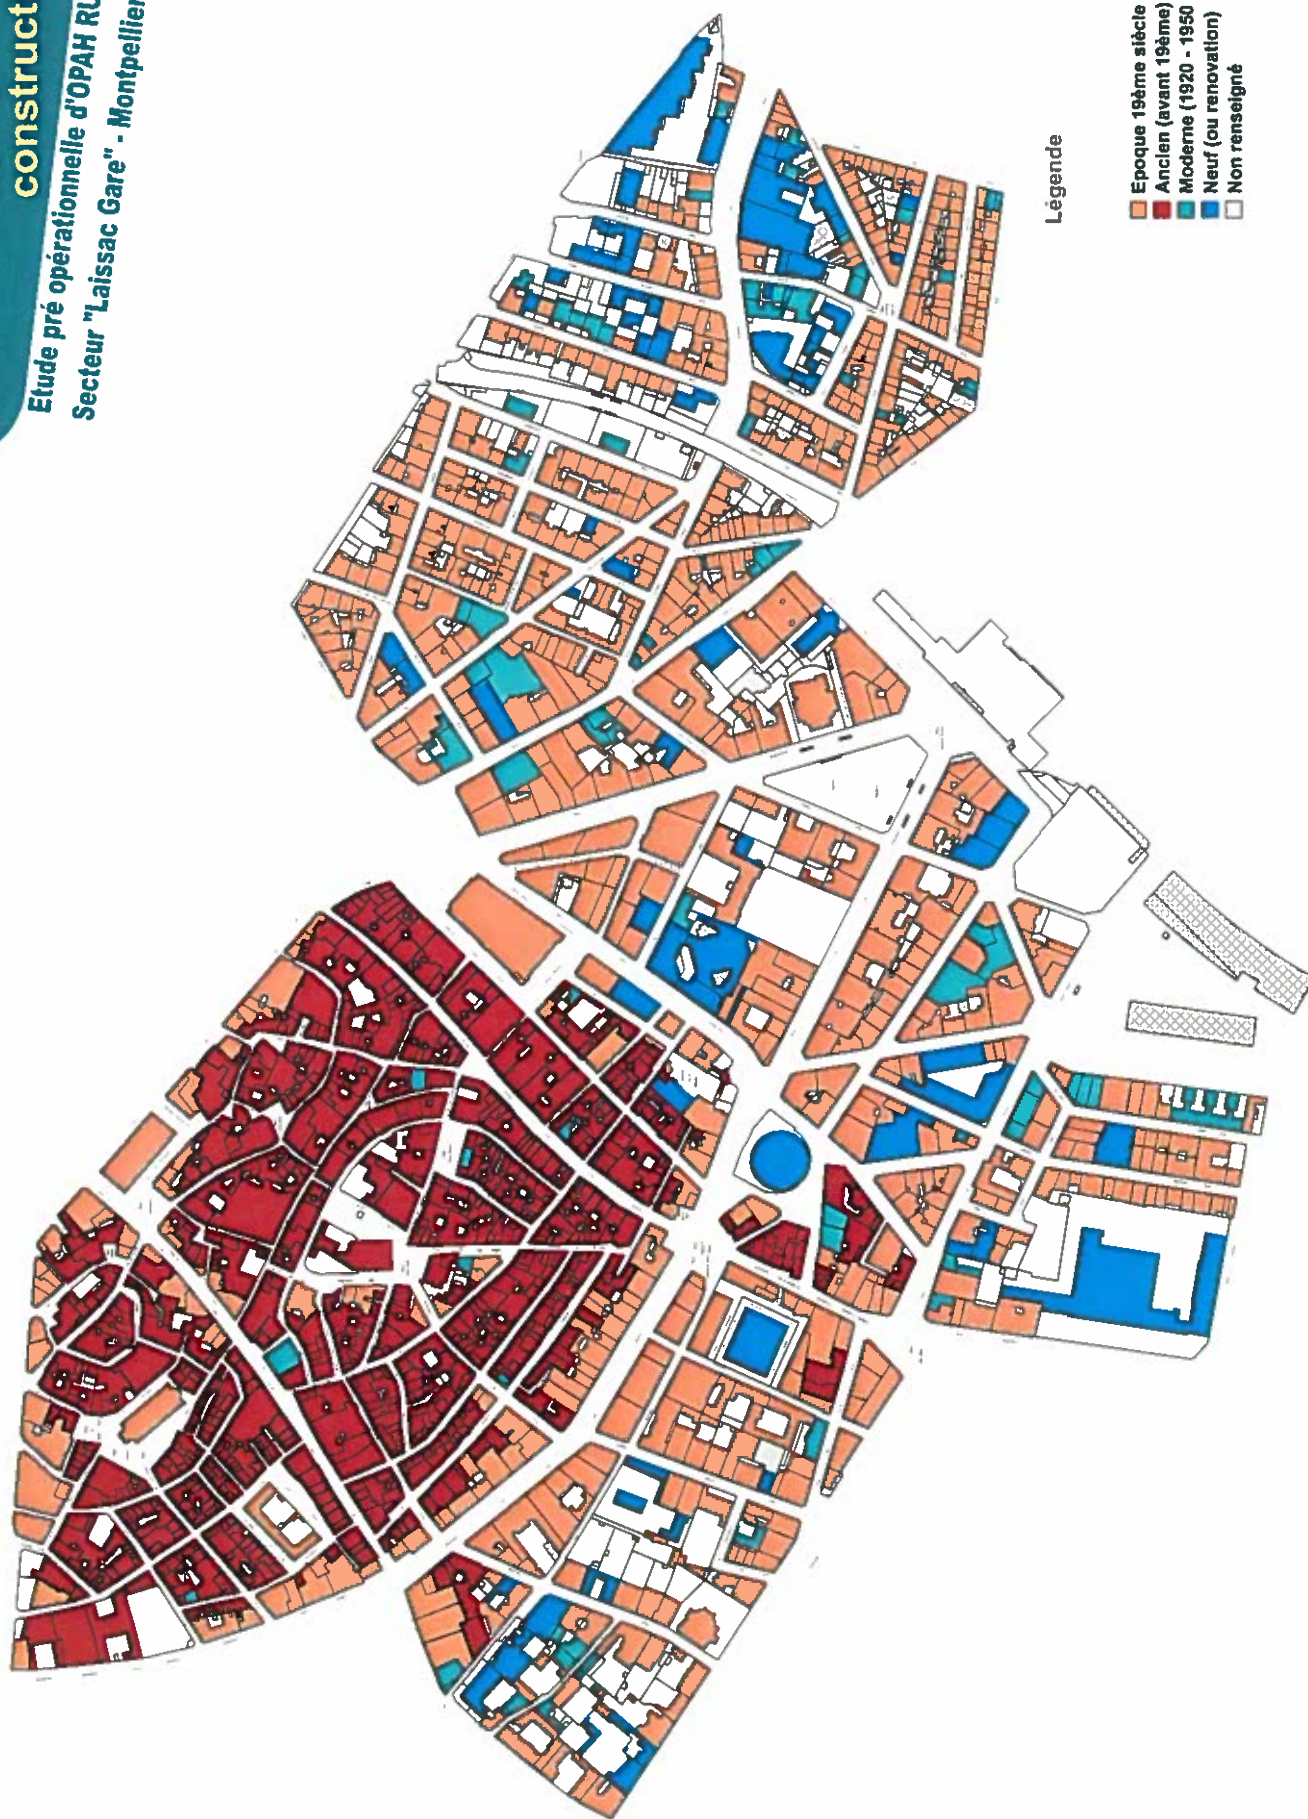 construct
Etude pré opérationnelle d'OPAH RU
Secteur "Laissac Gare" - Montpellier
Légende
Epoque 19ème siècle
Ancien (avant 19ème)
Moderne (1920 - 1950
Neuf (ou renovation)
Non renseigné